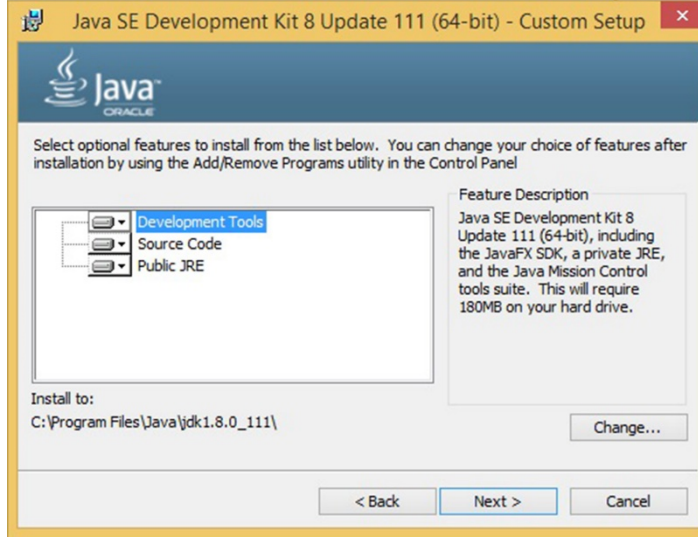 Java SE Development Kit 8 Update 111 (64-bit) - Custom Setup
Java™
ORACLE
Select optional features to install from the list below. You can change your choice of features after
installation by using the Add/Remove Programs utility in the Control Panel
Development Tools
Source Code
Public JRE
Feature Description
Java SE Development Kit 8
Update 111 (64-bit), including
the JavaFX SDK, a private JRE,
and the Java Mission Control
tools suite. This will require
180MB on your hard drive.
Install to:
C:\Program Files\Java\jdk1.8.0_111\
Change...
< Back
Next >
Cancel